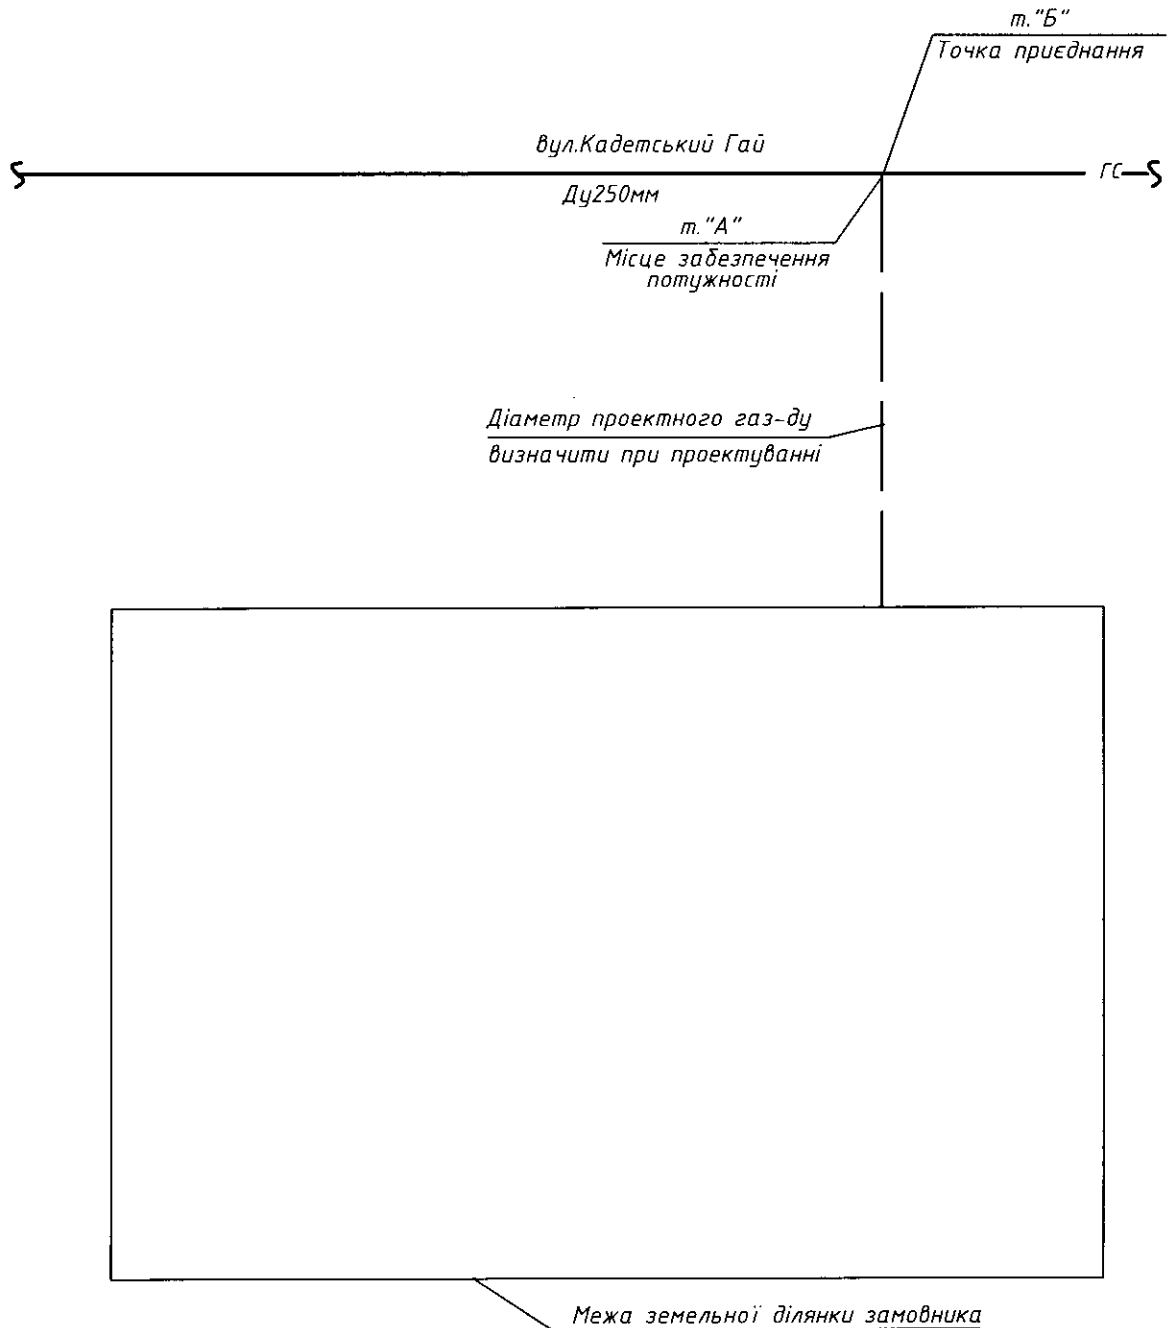 т."Б"
Точка приєднання
вул.Кадетський Гай
ГС
Ду250мм
т."А"
Місце забезпечення
потужності
Діаметр проектного газ-ду
визначити при проектуванні
Межа земельної ділянки замовника